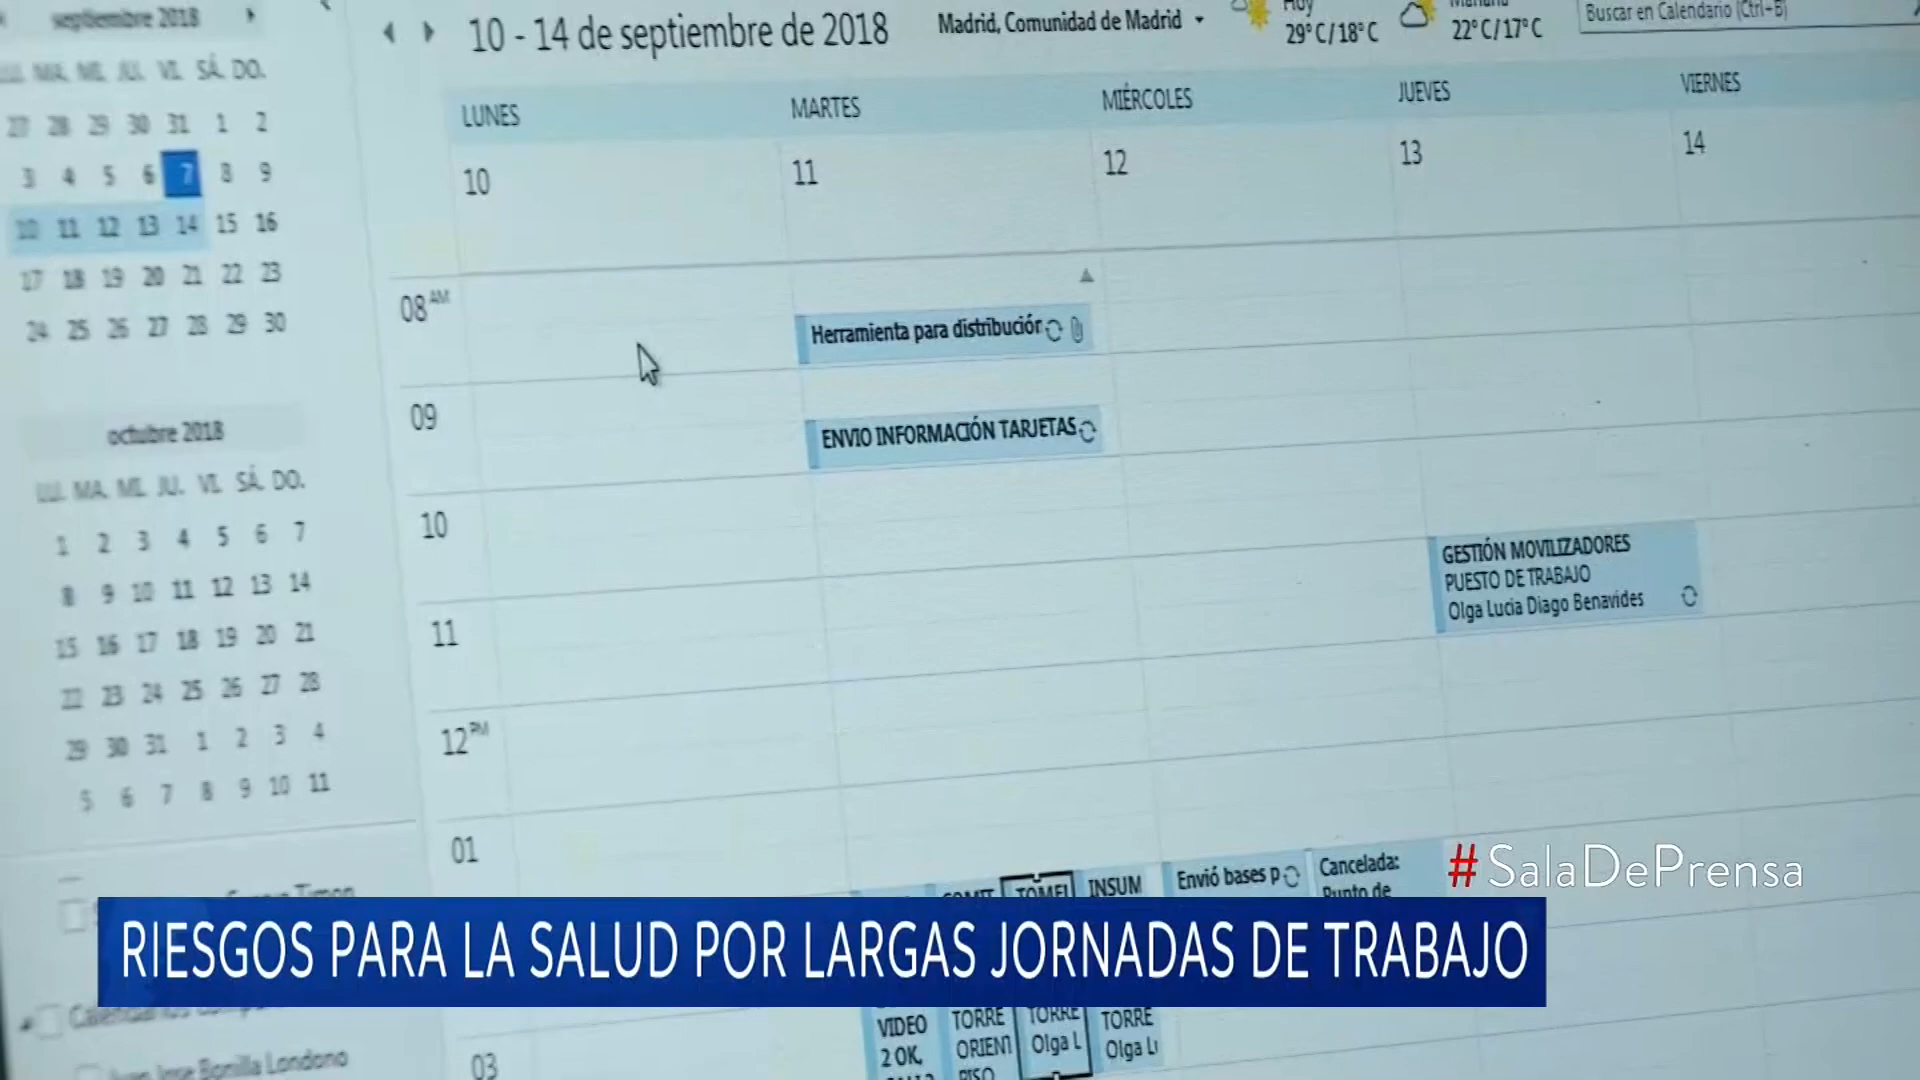 septiembre 2018
MA. MI. JU. VI. SÁ. DO.
27 28 29 30 31 1 2
3 4 5 6 7 8 9
10 11 12 13 14 15 16
17 18 19 20 21 22 23
24 25 26 27 28 29 30
octubre 2018
LU. MA. MI. JU. VI. SÁ. DO.
1 2 3 4 5 6 7
8 9 10 11 12 13 14
15 16 17 18 19 20 21
22 23 24 25 26 27 28
29 30 31 1 2 3 4
5 6 7 8 9 10 11
Juan Jose Bonilla Londono
10 - 14 de septiembre de 2018
Madrid, Comunidad de Madrid
Hoy
29°C/18°C
Mañana
22°C/17°C
Buscar en Calendario (Ctrl+B)
LUNES MARTES MIÉRCOLES JUEVES VIERNES
10 11 12 13 14
08 AM
Herramienta para distribución
09
ENVIO INFORMACIÓN TARJETAS
10
GESTIÓN MOVILIZADORES
PUESTO DE TRABAJO
Olga Lucia Diago Benavides
11
12 PM
01
INSUM
Envió bases p
Cancelada:
Punto de
#SalaDePrensa
RIESGOS PARA LA SALUD POR LARGAS JORNADAS DE TRABAJO
03
VIDEO
2 OK,
TORRE
ORIENT
PISO
TORRE
Olga L
TORRE
Olga Lu